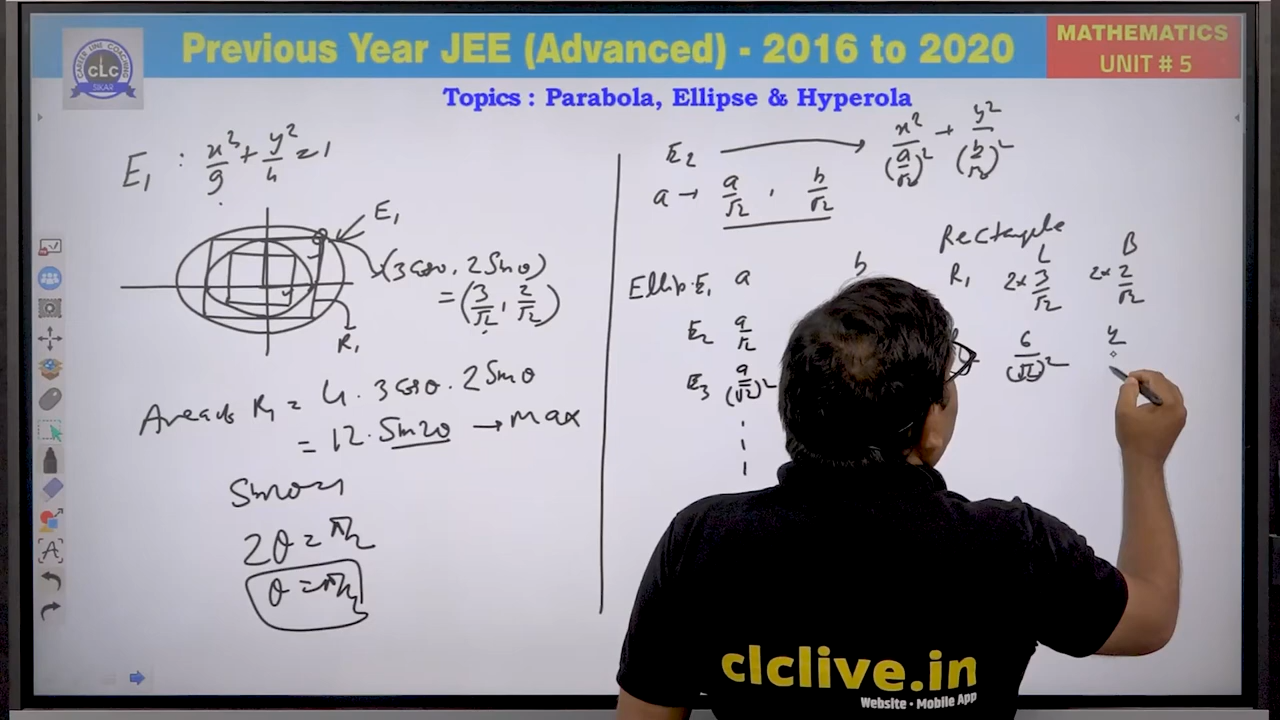 Previous Year JEE (Advanced) - 2016 to 2020
MATHEMATICS
UNIT # 5
CAREER LINE COACHING
CLC
SIKAR
Topics : Parabola, Ellipse & Hyperola
E₁ : x²/9 + y²/4 = 1
E₁
(3cosθ, 2Sinθ)
= (3/√2, 2/√2)
R₁
Area of R₁ = 4 . 3cosθ . 2Sinθ
= 12 . Sin2θ → Max
2θ = π/2
E₂ → x²/(a/√2)² + y²/(b/√2)²
a → a/√2 , b/√2
Rectangle
L B
R₁ 2×3/√2 2×2/√2
6/(√2)²
Ellip. E₁ a b
E₂ a/√2
E₃ a/(√2)²
A
clclive.in
Website • Mobile App